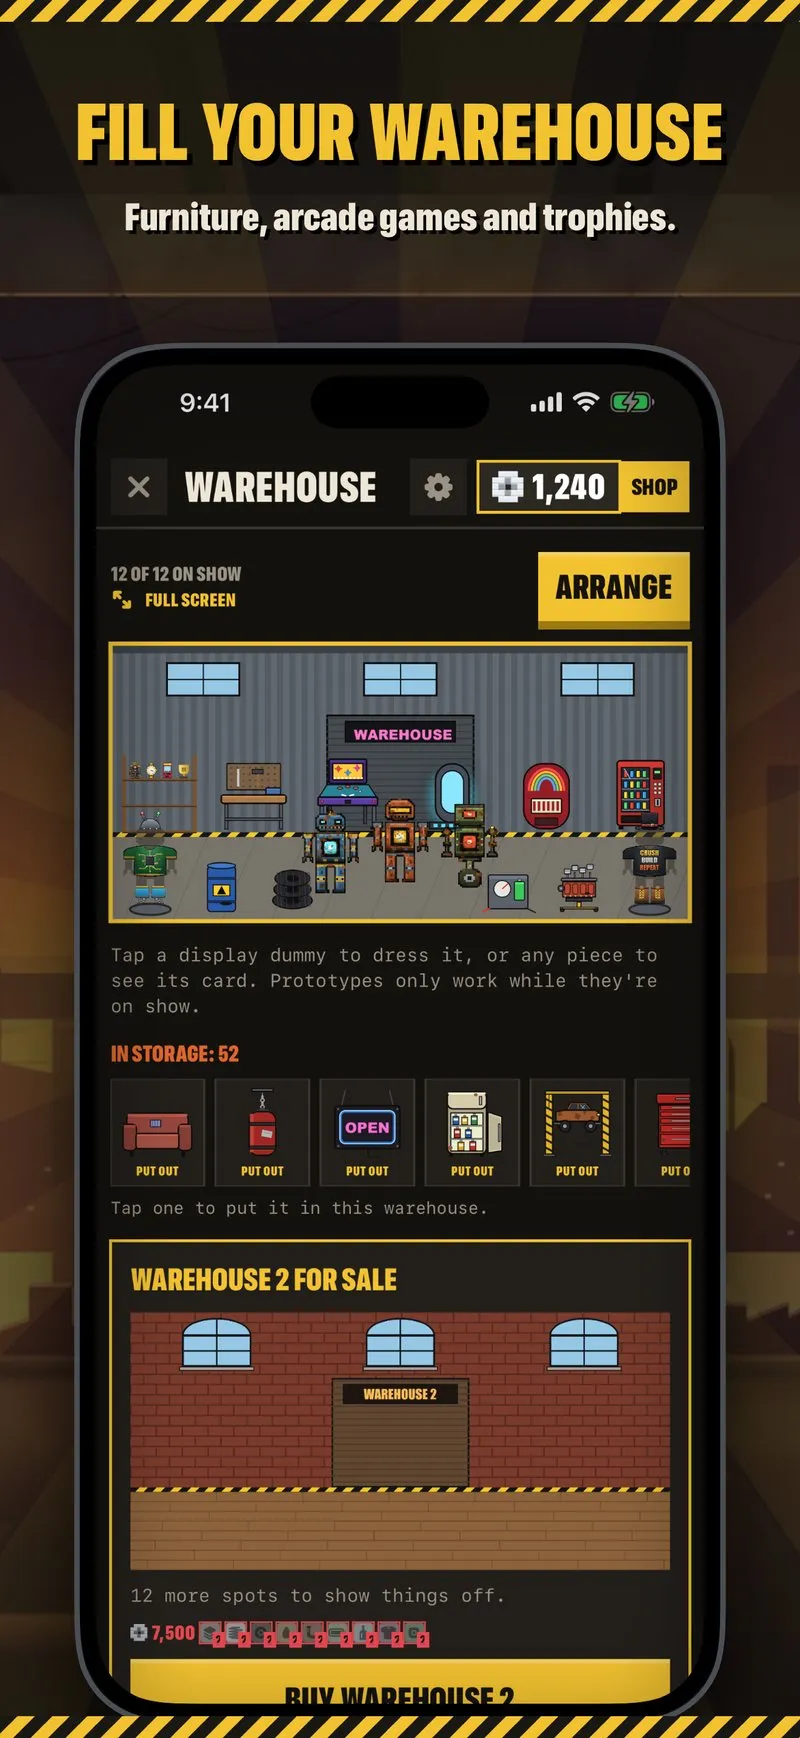 FILL YOUR WAREHOUSE
Furniture, arcade games and trophies.
9:41
WAREHOUSE
1,240
SHOP
12 OF 12 ON SHOW
FULL SCREEN
ARRANGE
WAREHOUSE
CRUSH
BUILD
REPEAT
Tap a display dummy to dress it, or any piece to
see its card. Prototypes only work while they're
on show.
IN STORAGE: 52
OPEN
PUT OUT
PUT OUT
PUT OUT
PUT OUT
PUT OUT
PUT O
Tap one to put it in this warehouse.
WAREHOUSE 2 FOR SALE
WAREHOUSE 2
12 more spots to show things off.
7,500
BUY WAREHOUSE 2